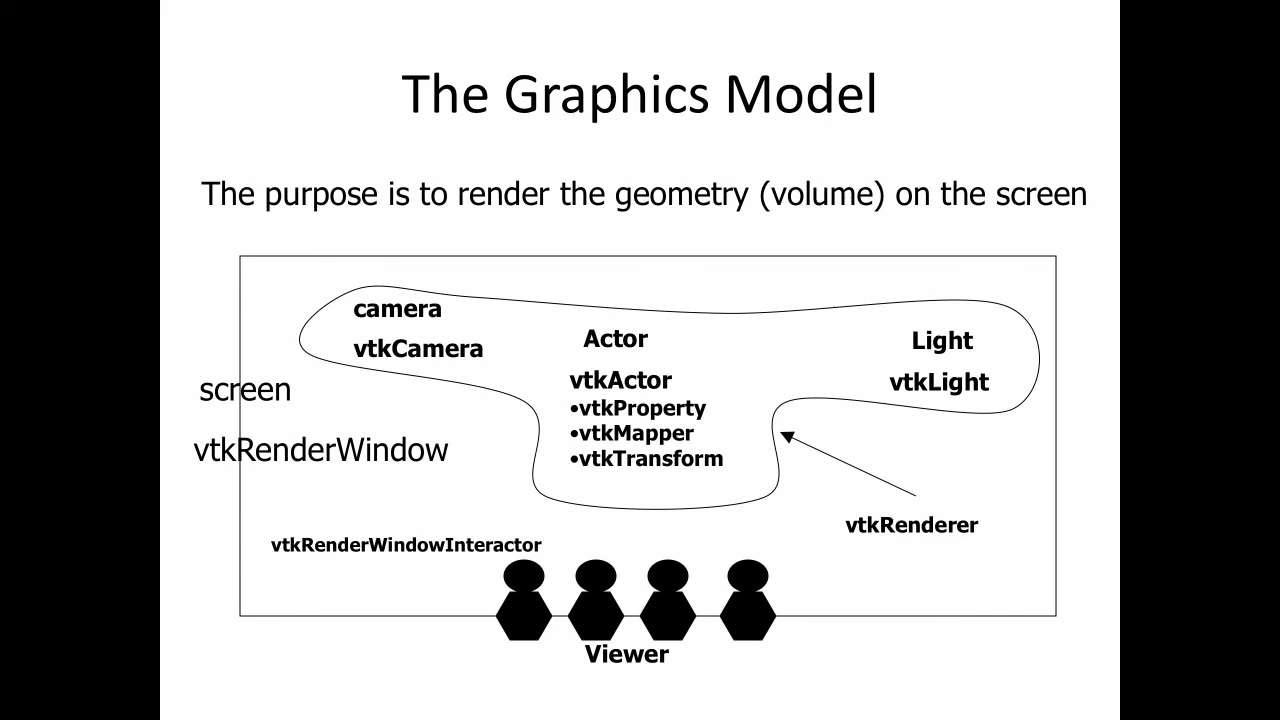 The Graphics Model
The purpose is to render the geometry (volume) on the screen
camera
vtkCamera
Actor
vtkActor
•vtkProperty
•vtkMapper
•vtkTransform
Light
vtkLight
screen
vtkRenderWindow
vtkRenderer
vtkRenderWindowInteractor
Viewer